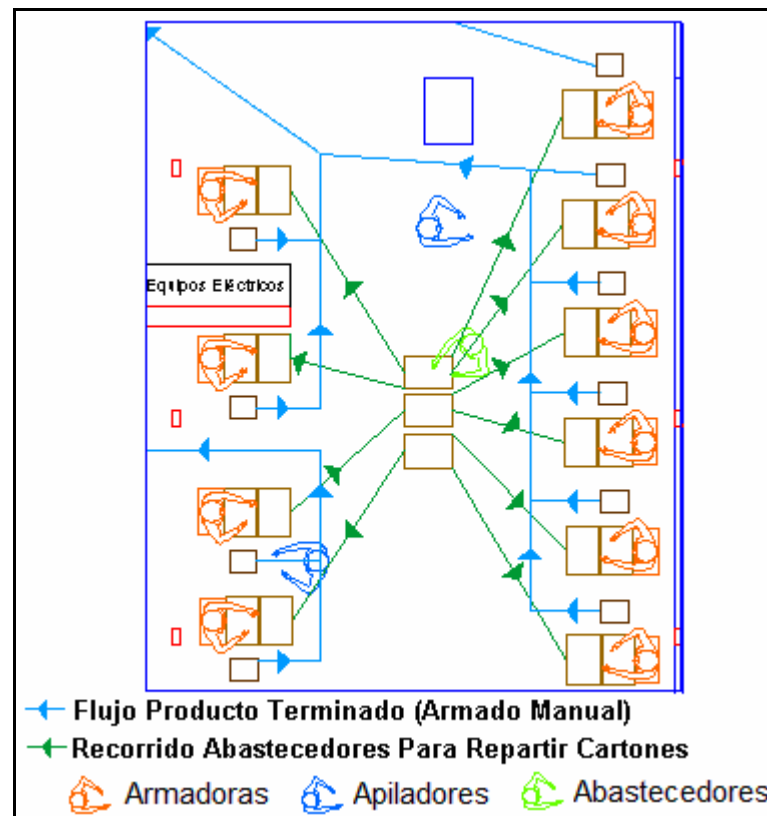 Equipos Eléctricos
Flujo Producto Terminado (Armado Manual)
Recorrido Abastecedores Para Repartir Cartones
Armadoras Apiladores Abastecedores